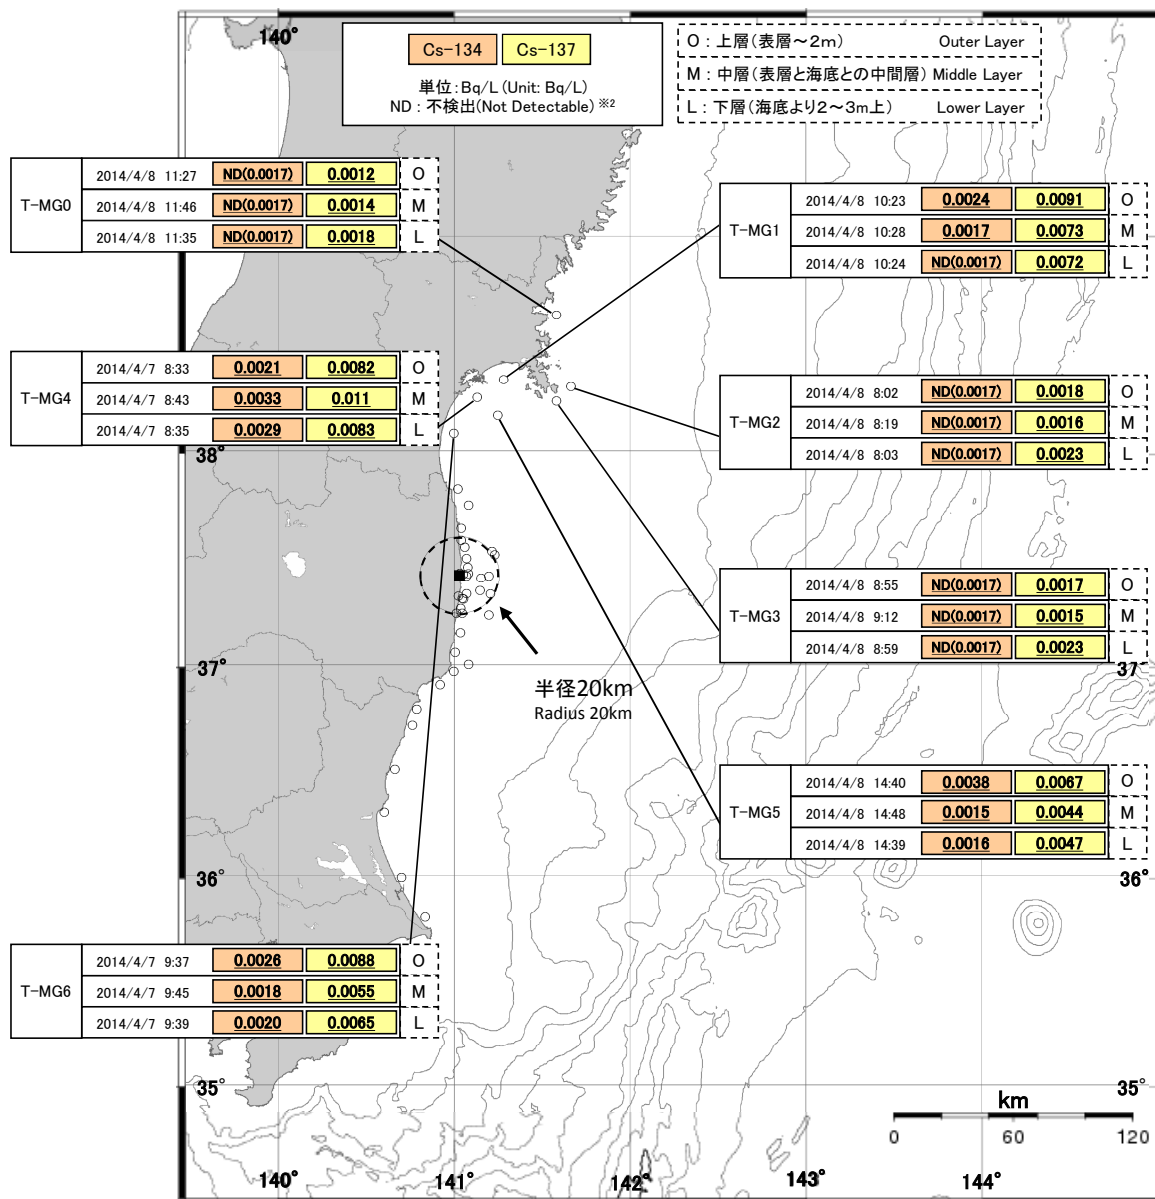 140°
Cs-134 Cs-137
単位:Bq/L (Unit: Bq/L)
ND : 不検出(Not Detectable) ※2
O : 上層(表層～2m) Outer Layer
M : 中層(表層と海底との中間層) Middle Layer
L : 下層(海底より2～3m上) Lower Layer
T-MG0
2014/4/8 11:27 ND(0.0017) 0.0012 O
2014/4/8 11:46 ND(0.0017) 0.0014 M
2014/4/8 11:35 ND(0.0017) 0.0018 L
T-MG1
2014/4/8 10:23 0.0024 0.0091 O
2014/4/8 10:28 0.0017 0.0073 M
2014/4/8 10:24 ND(0.0017) 0.0072 L
T-MG4
2014/4/7 8:33 0.0021 0.0082 O
2014/4/7 8:43 0.0033 0.011 M
2014/4/7 8:35 0.0029 0.0083 L
T-MG2
2014/4/8 8:02 ND(0.0017) 0.0018 O
2014/4/8 8:19 ND(0.0017) 0.0016 M
2014/4/8 8:03 ND(0.0017) 0.0023 L
38°
T-MG3
2014/4/8 8:55 ND(0.0017) 0.0017 O
2014/4/8 9:12 ND(0.0017) 0.0015 M
2014/4/8 8:59 ND(0.0017) 0.0023 L
37° 37°
半径20km
Radius 20km
T-MG5
2014/4/8 14:40 0.0038 0.0067 O
2014/4/8 14:48 0.0015 0.0044 M
2014/4/8 14:39 0.0016 0.0047 L
36° 36°
T-MG6
2014/4/7 9:37 0.0026 0.0088 O
2014/4/7 9:45 0.0018 0.0055 M
2014/4/7 9:39 0.0020 0.0065 L
35° 35°
km
0 60 120
140° 141° 142° 143° 144°